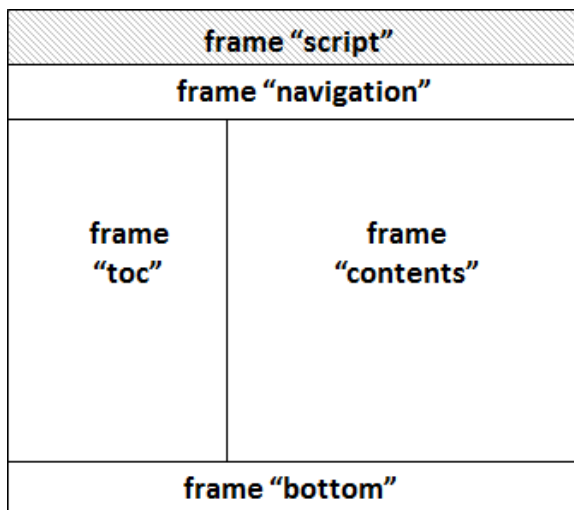 frame “script”
frame “navigation”
frame
“toc”
frame
“contents”
frame “bottom”